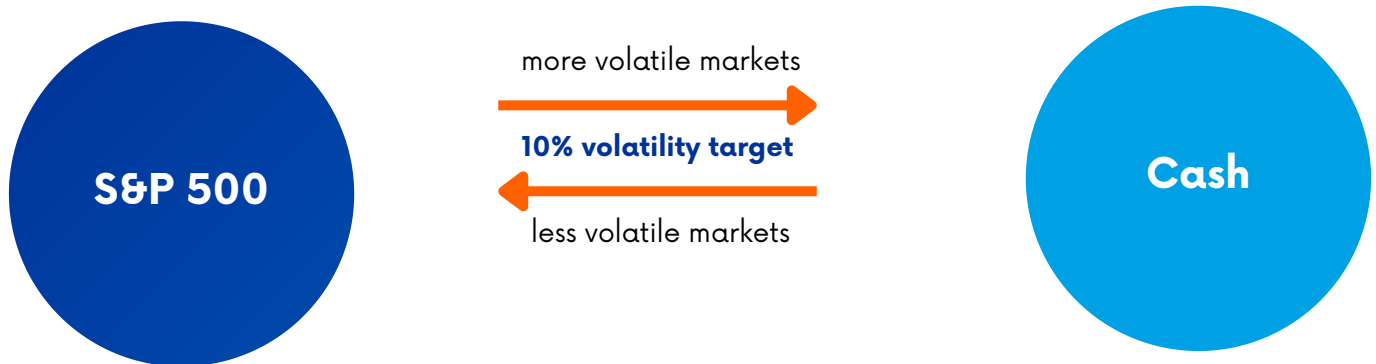 more volatile markets
10% volatility target
S&P 500
Cash
less volatile markets